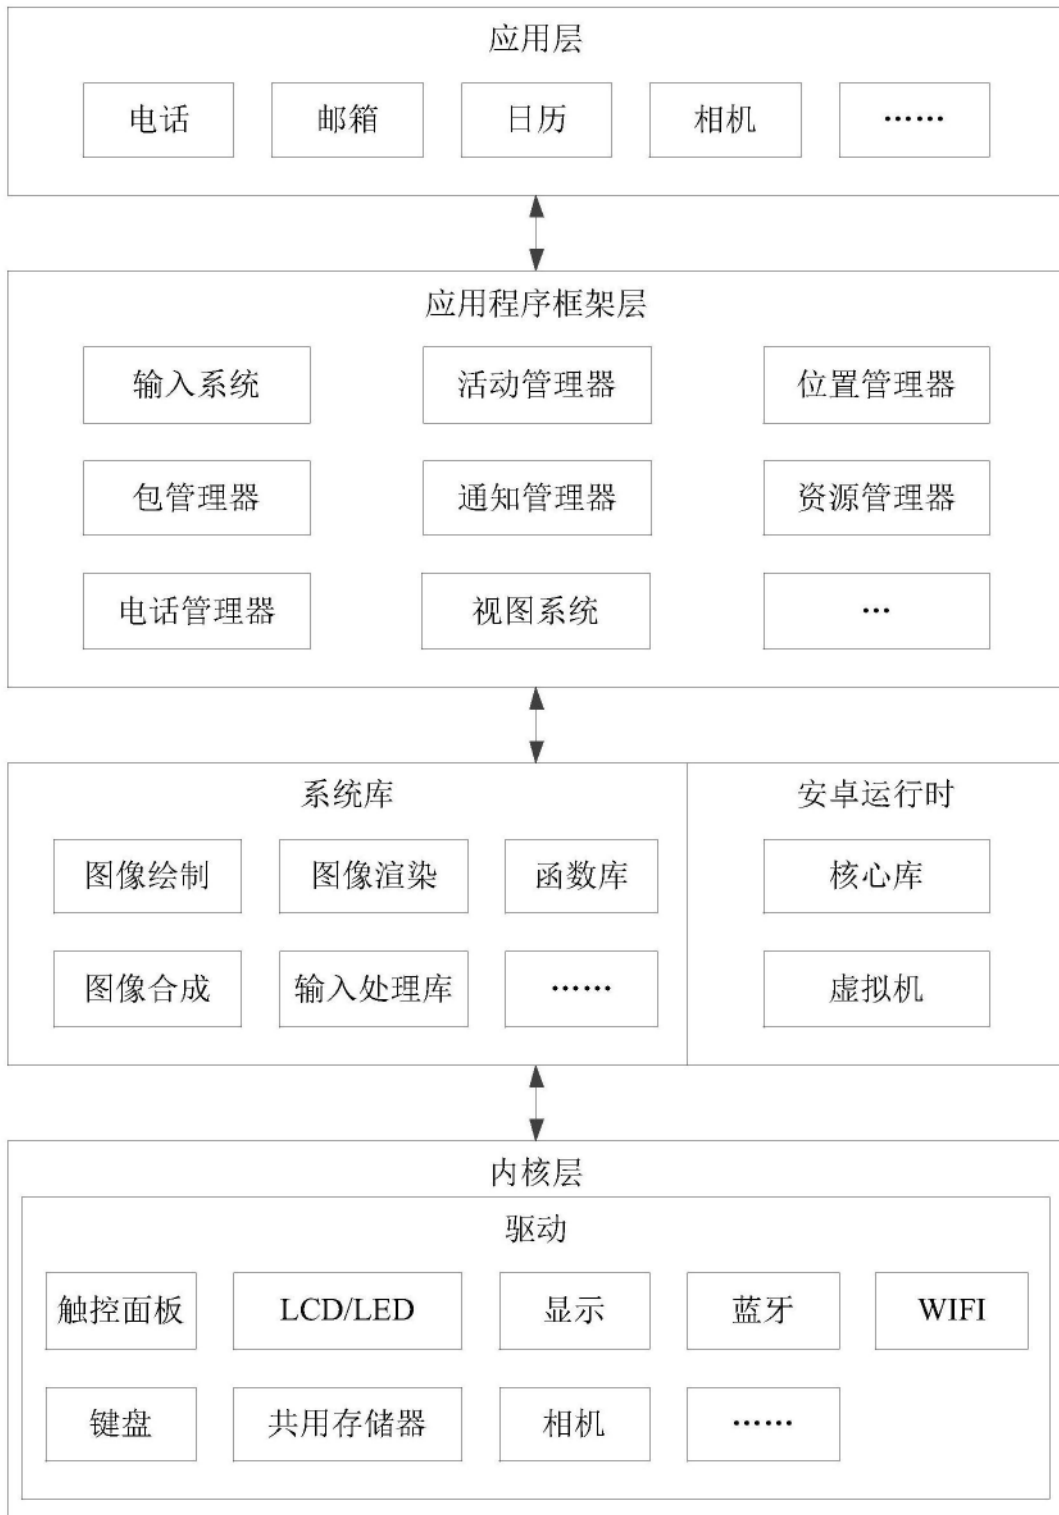 应用层
电话 邮箱 日历 相机 ······
应用程序框架层
输入系统 活动管理器 位置管理器
包管理器 通知管理器 资源管理器
电话管理器 视图系统 ···
系统库 安卓运行时
图像绘制 图像渲染 函数库 核心库
图像合成 输入处理库 ······ 虚拟机
内核层
驱动
触控面板 LCD/LED 显示 蓝牙 WIFI
键盘 共用存储器 相机 ······